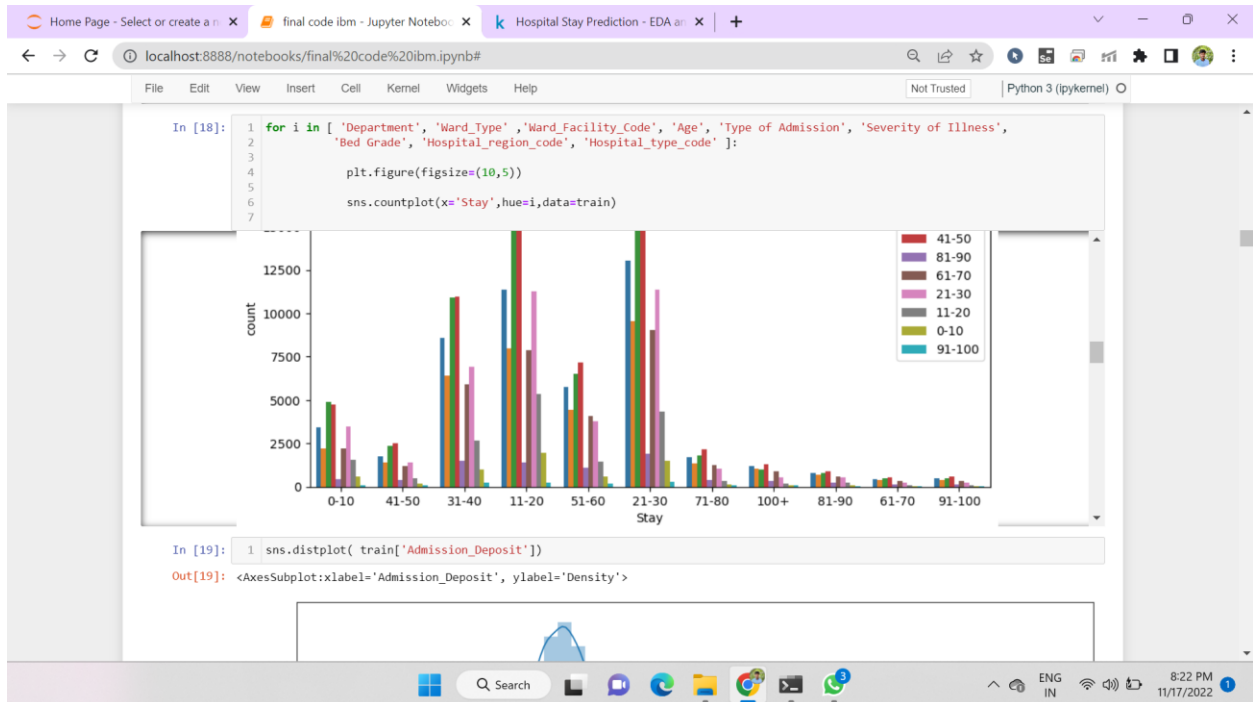 Home Page - Select or create a n
final code ibm - Jupyter Noteboo
Hospital Stay Prediction - EDA an
localhost:8888/notebooks/final%20code%20ibm.ipynb#
File Edit View Insert Cell Kernel Widgets Help
Not Trusted
Python 3 (ipykernel)
In [18]:
1 for i in [ 'Department', 'Ward_Type' ,'Ward_Facility_Code', 'Age', 'Type of Admission', 'Severity of Illness',
2 'Bed Grade', 'Hospital_region_code', 'Hospital_type_code' ]:
3
4 plt.figure(figsize=(10,5))
5
6 sns.countplot(x='Stay',hue=i,data=train)
7
41-50
81-90
61-70
21-30
11-20
0-10
91-100
12500
10000
7500
5000
2500
0
count
0-10 41-50 31-40 11-20 51-60 21-30 71-80 100+ 81-90 61-70 91-100
Stay
In [19]: 1 sns.distplot( train['Admission_Deposit'])
Out[19]: <AxesSubplot:xlabel='Admission_Deposit', ylabel='Density'>
Search
3
ENG
IN
8:22 PM
11/17/2022
1